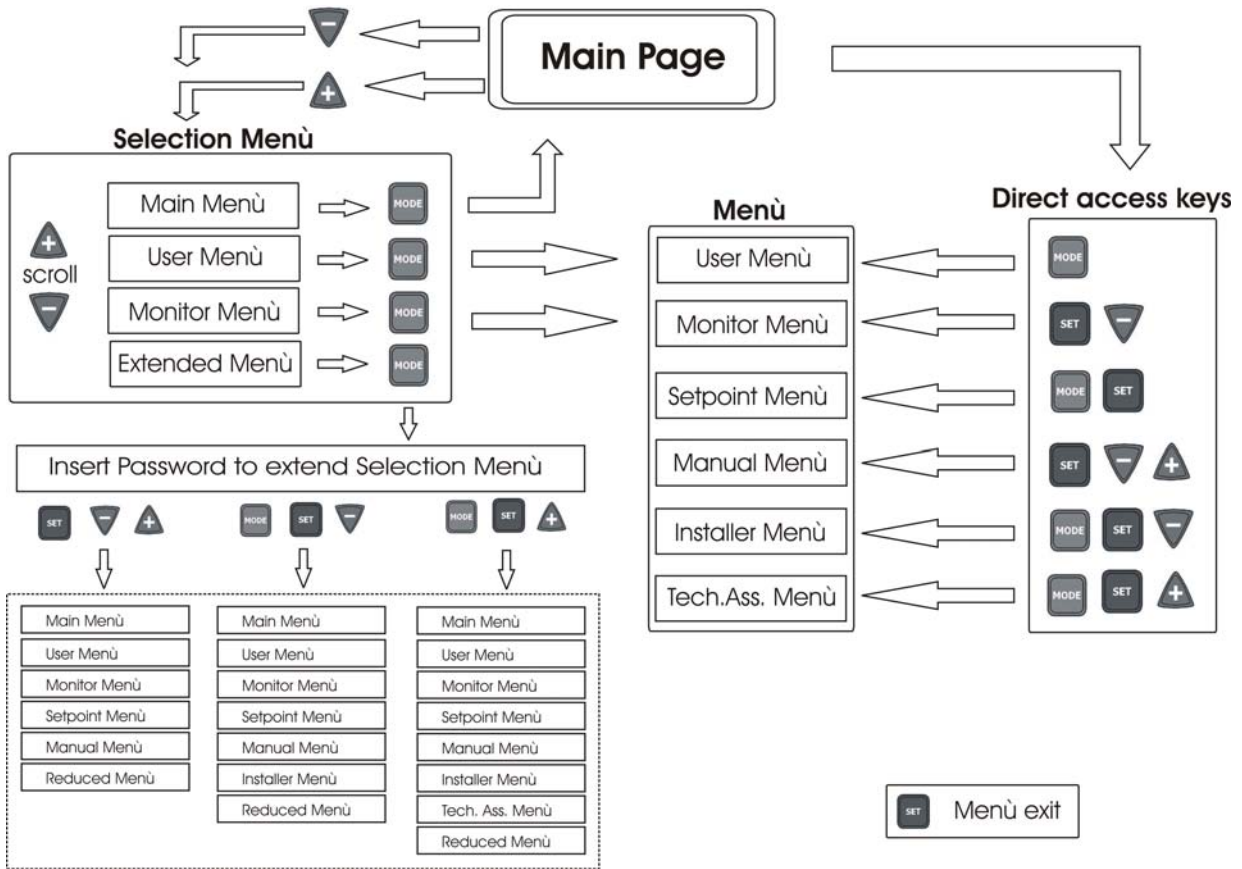 Main Page
Selection Menù
+
scroll
−
Main Menù
MODE
User Menù
MODE
Monitor Menù
MODE
Extended Menù
MODE
Insert Password to extend Selection Menù
SET − +
MODE SET −
MODE SET +
Main Menù
User Menù
Monitor Menù
Setpoint Menù
Manual Menù
Reduced Menù
Main Menù
User Menù
Monitor Menù
Setpoint Menù
Manual Menù
Installer Menù
Reduced Menù
Main Menù
User Menù
Monitor Menù
Setpoint Menù
Manual Menù
Installer Menù
Tech. Ass. Menù
Reduced Menù
Menù
User Menù
Monitor Menù
Setpoint Menù
Manual Menù
Installer Menù
Tech.Ass. Menù
Direct access keys
MODE
SET −
MODE SET
SET − +
MODE SET −
MODE SET +
SET Menù exit
−
+